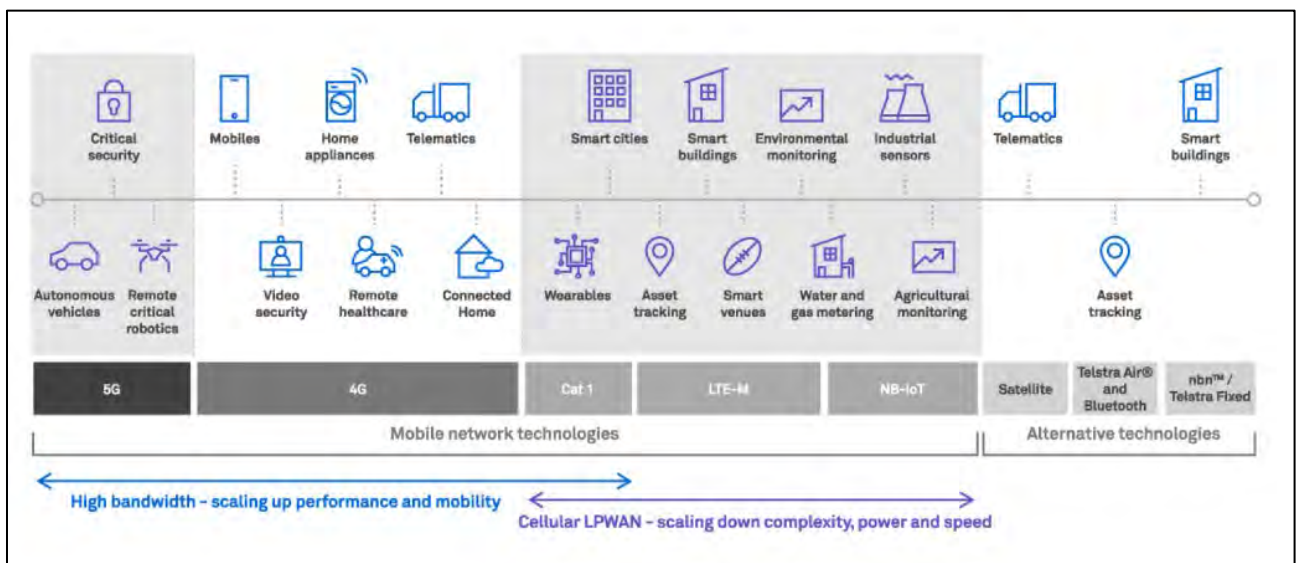 Critical
security
Mobiles
Home
appliances
Telematics
Smart cities
Smart
buildings
Environmental
monitoring
Industrial
sensors
Telematics
Smart
buildings
Autonomous
vehicles
Remote
critical
robotics
Video
security
Remote
healthcare
Connected
Home
Wearables
Asset
tracking
Smart
venues
Water and
gas metering
Agricultural
monitoring
Asset
tracking
5G
4G
Cat 1
LTE-M
NB-IoT
Satellite
Telstra Air®
and
Bluetooth
nbn™ /
Telstra Fixed
Mobile network technologies
Alternative technologies
High bandwidth - scaling up performance and mobility
Cellular LPWAN - scaling down complexity, power and speed